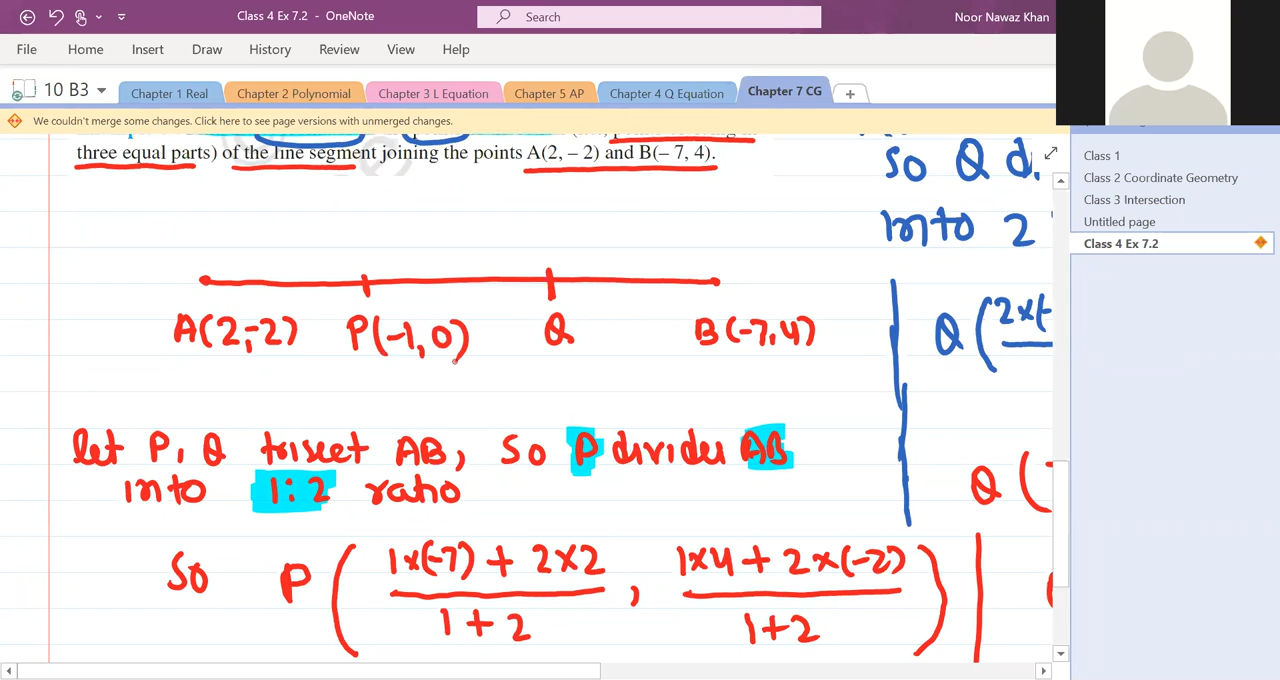 Class 4 Ex 7.2 - OneNote
Search
Noor Nawaz Khan
File Home Insert Draw History Review View Help
10 B3
Chapter 1 Real
Chapter 2 Polynomial
Chapter 3 L Equation
Chapter 5 AP
Chapter 4 Q Equation
Chapter 7 CG
We couldn't merge some changes. Click here to see page versions with unmerged changes.
three equal parts) of the line segment joining the points A(2, – 2) and B(– 7, 4).
A(2,-2) P(-1,0) Q B(-7,4)
let P, Q trisect AB, So P divides AB
into 1:2 ratio
So P ( 1×(-7) + 2×2 / 1+2 , 1×4 + 2×(-2) / 1+2 )
So Q
into 2
Q ( 2×(-
Q (
Class 1
Class 2 Coordinate Geometry
Class 3 Intersection
Untitled page
Class 4 Ex 7.2